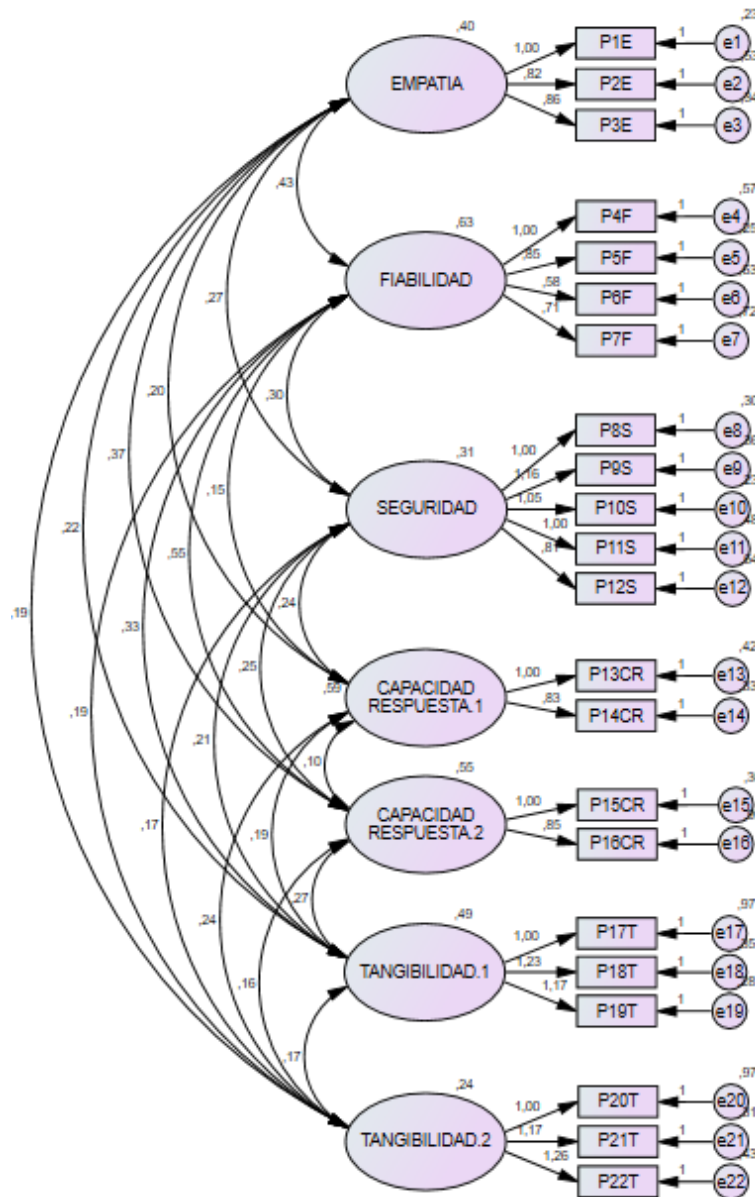 ,40
EMPATIA
1,00
,82
,86
P1E
P2E
P3E
1
1
1
e1
e2
e3
,43
,63
FIABILIDAD
1,00
,85
,58
,71
P4F
P5F
P6F
P7F
1
1
1
1
,57
e4
e5
e6
e7
,27
,30
,20
,37
,15
,22
,55
,19
,33
,19
,31
SEGURIDAD
1,00
1,16
1,05
1,00
,81
P8S
P9S
P10S
P11S
P12S
1
1
1
1
1
,30
e8
e9
e10
e11
e12
,24
,25
,21
,17
,59
CAPACIDAD
RESPUESTA.1
1,00
,83
P13CR
P14CR
1
1
,42
e13
e14
,10
,55
CAPACIDAD
RESPUESTA.2
1,00
,85
P15CR
P16CR
1
1
e15
e16
,19
,27
,24
,16
,49
TANGIBILIDAD.1
1,00
1,23
1,17
P17T
P18T
P19T
1
1
1
,97
e17
e18
e19
,17
,24
TANGIBILIDAD.2
1,00
1,17
1,26
P20T
P21T
P22T
1
1
1
,97
e20
e21
e22